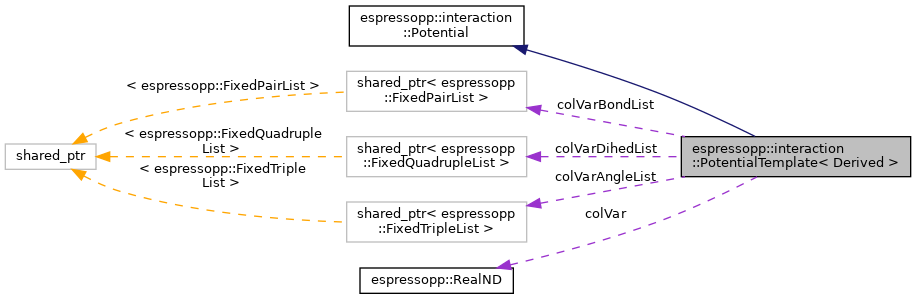 espressopp::interaction
::Potential
< espressopp::FixedPairList >
shared_ptr< espressopp
::FixedPairList >
colVarBondList
< espressopp::FixedQuadruple
List >
shared_ptr
shared_ptr< espressopp
::FixedQuadrupleList >
colVarDihedList
espressopp::interaction
::PotentialTemplate< Derived >
< espressopp::FixedTriple
List >
colVarAngleList
shared_ptr< espressopp
::FixedTripleList >
colVar
espressopp::RealND